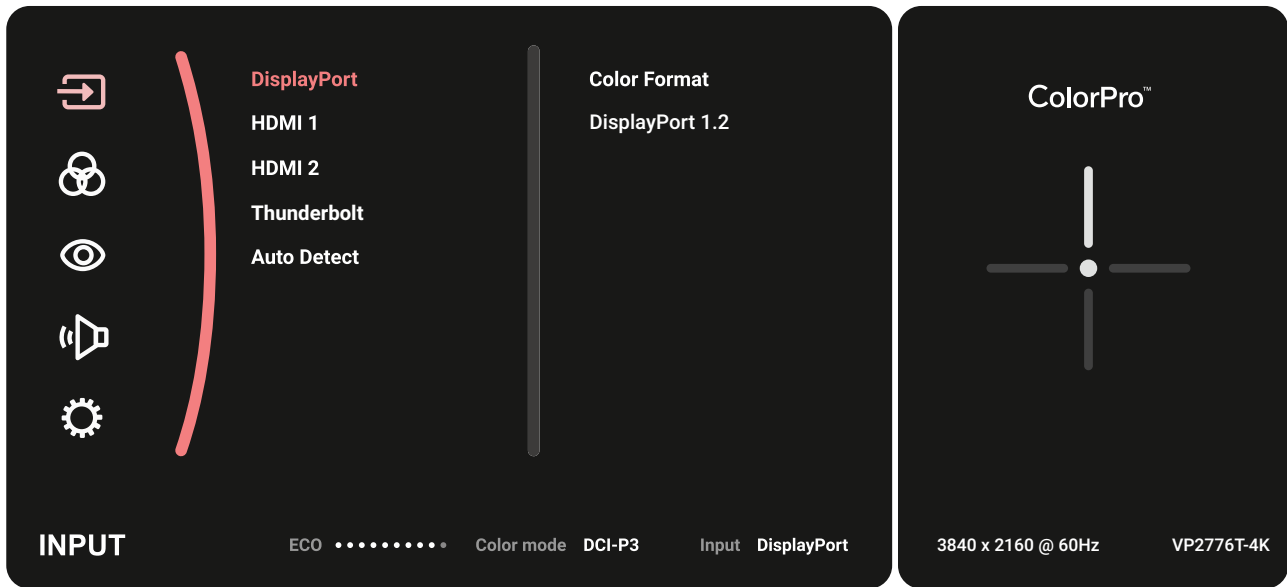 DisplayPort
HDMI 1
HDMI 2
Thunderbolt
Auto Detect
Color Format
DisplayPort 1.2
INPUT
ECO
Color mode DCI-P3
Input DisplayPort
ColorPro™
3840 x 2160 @ 60Hz
VP2776T-4K